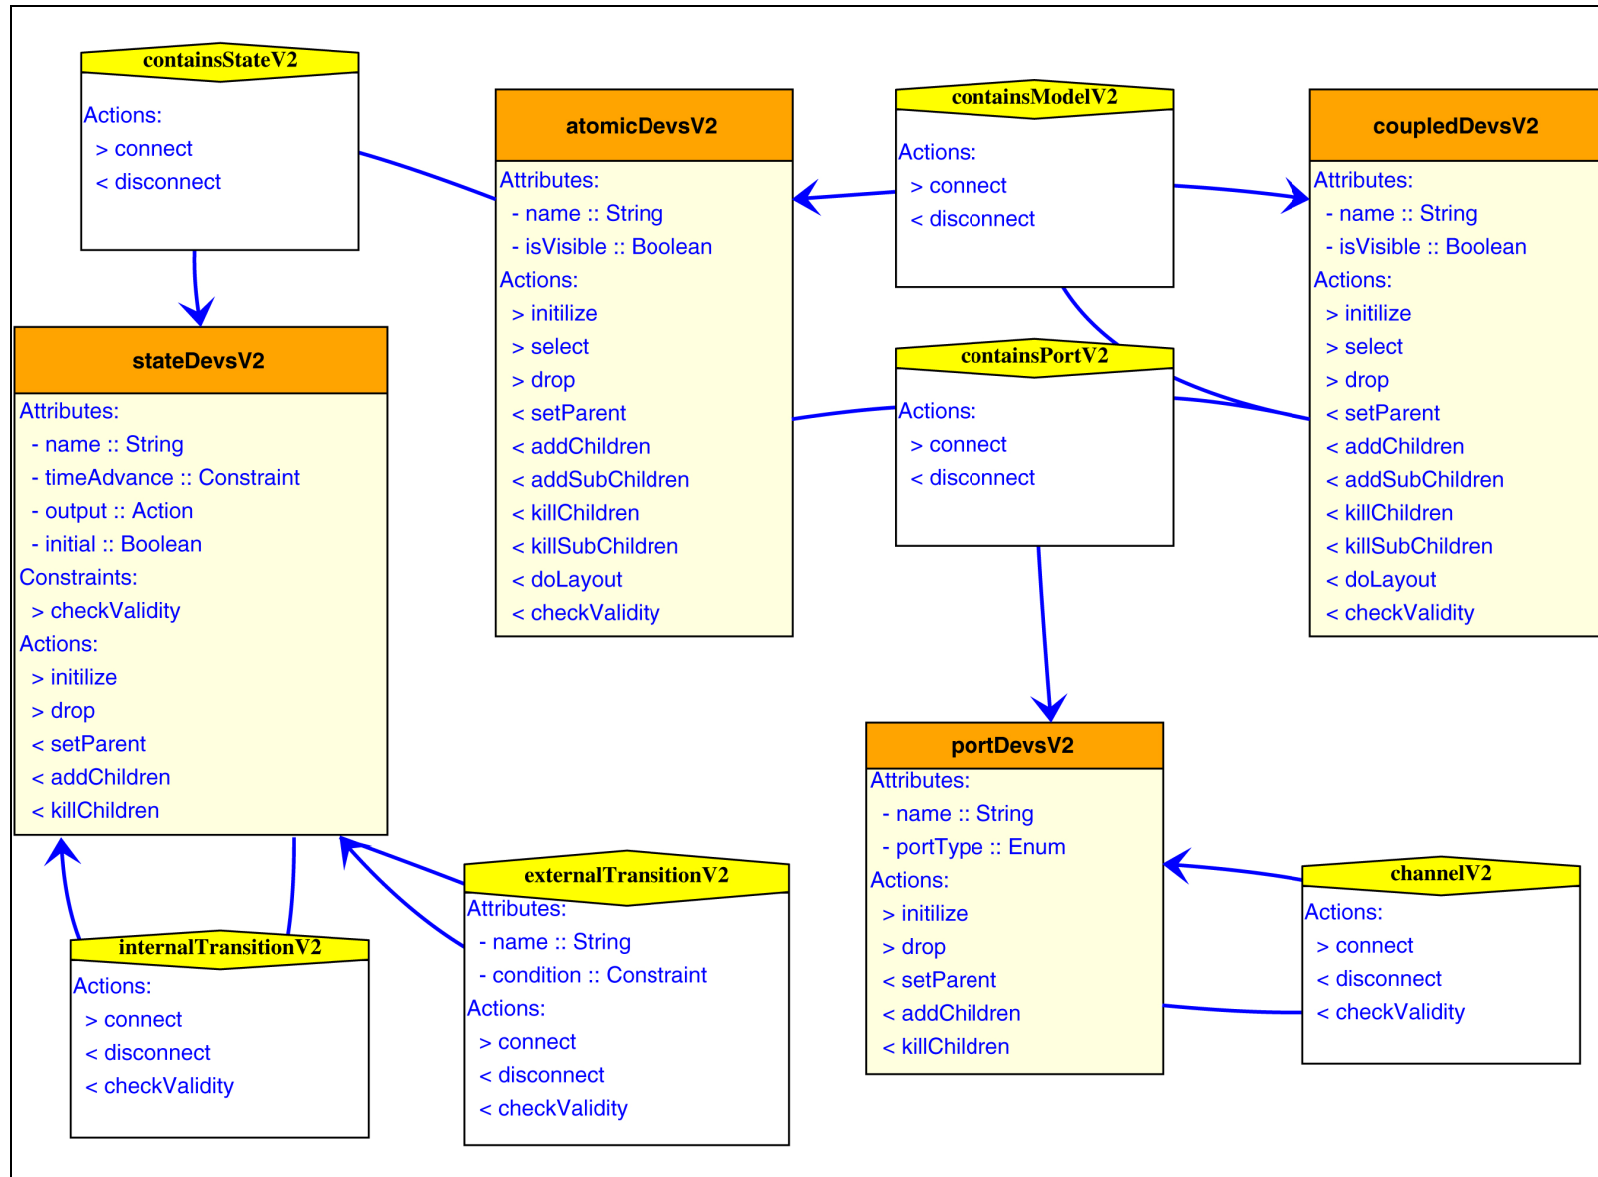 containsStateV2
Actions:
> connect
< disconnect
atomicDevsV2
Attributes:
- name :: String
- isVisible :: Boolean
Actions:
> initilize
> select
> drop
< setParent
< addChildren
< addSubChildren
< killChildren
< killSubChildren
< doLayout
< checkValidity
containsModelV2
Actions:
> connect
< disconnect
coupledDevsV2
Attributes:
- name :: String
- isVisible :: Boolean
Actions:
> initilize
> select
> drop
< setParent
< addChildren
< addSubChildren
< killChildren
< killSubChildren
< doLayout
< checkValidity
containsPortV2
Actions:
> connect
< disconnect
stateDevsV2
Attributes:
- name :: String
- timeAdvance :: Constraint
- output :: Action
- initial :: Boolean
Constraints:
> checkValidity
Actions:
> initilize
> drop
< setParent
< addChildren
< killChildren
portDevsV2
Attributes:
- name :: String
- portType :: Enum
Actions:
> initilize
> drop
< setParent
< addChildren
< killChildren
channelV2
Actions:
> connect
< disconnect
< checkValidity
externalTransitionV2
Attributes:
- name :: String
- condition :: Constraint
Actions:
> connect
< disconnect
< checkValidity
internalTransitionV2
Actions:
> connect
< disconnect
< checkValidity